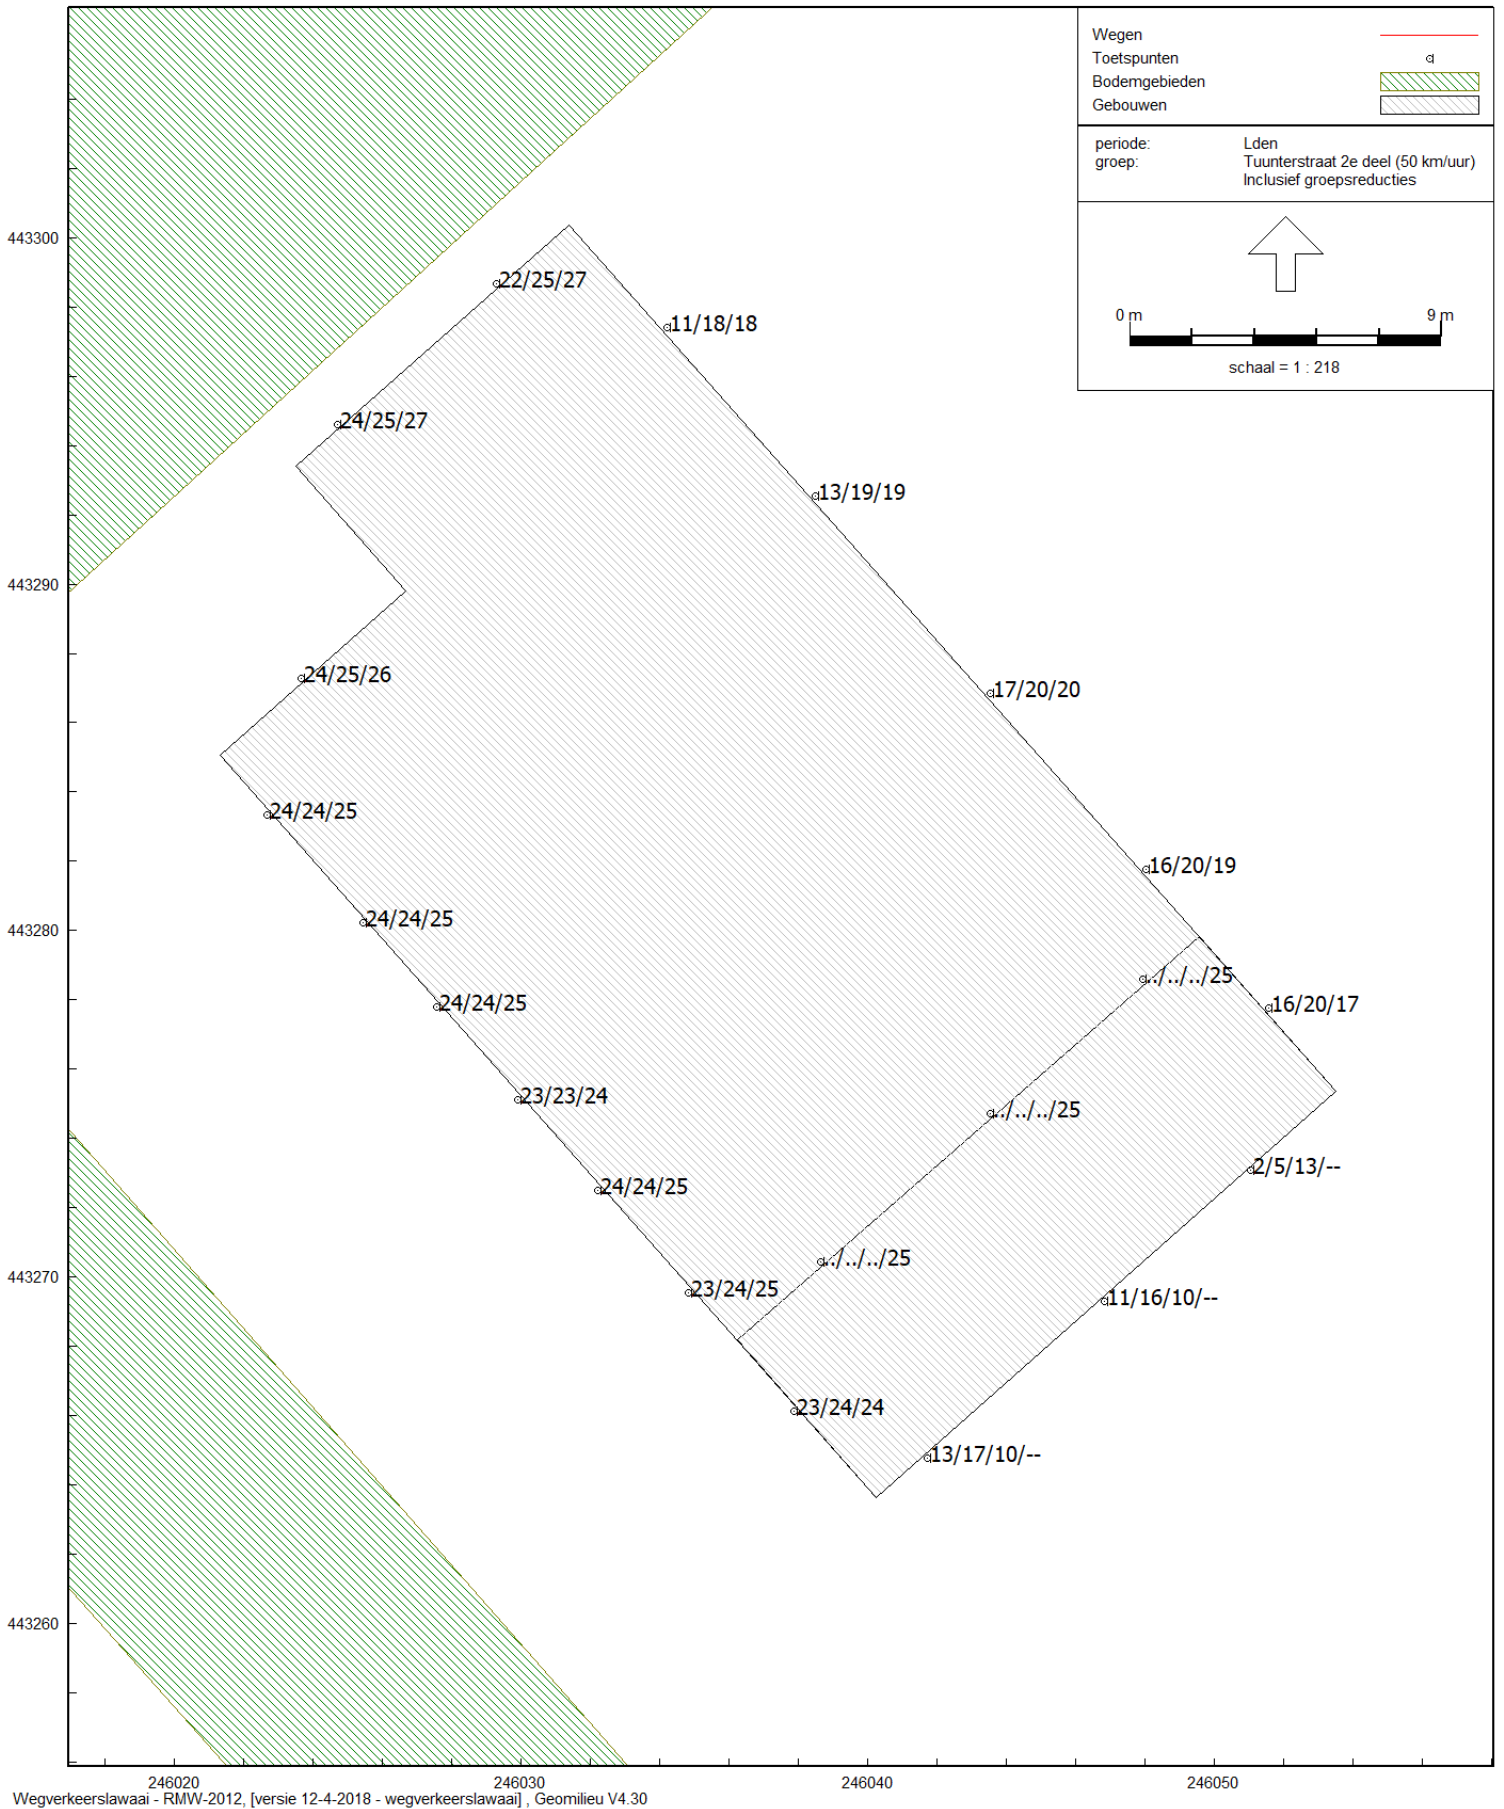 Wegen
Toetspunten
Bodemgebieden
Gebouwen
periode: Lden
groep: Tuunterstraat 2e deel (50 km/uur)
Inclusief groepsreducties
0 m 9 m
schaal = 1 : 218
443300
22/25/27
11/18/18
24/25/27
13/19/19
443290
24/25/26
17/20/20
24/24/25
16/20/19
24/24/25
443280
../../../25
24/24/25
16/20/17
23/23/24
../../../25
2/5/13/--
24/24/25
../../../25
443270
23/24/25
11/16/10/--
23/24/24
13/17/10/--
443260
246020 246030 246040 246050
Wegverkeerslawaai - RMW-2012, [versie 12-4-2018 - wegverkeerslawaai] , Geomilieu V4.30